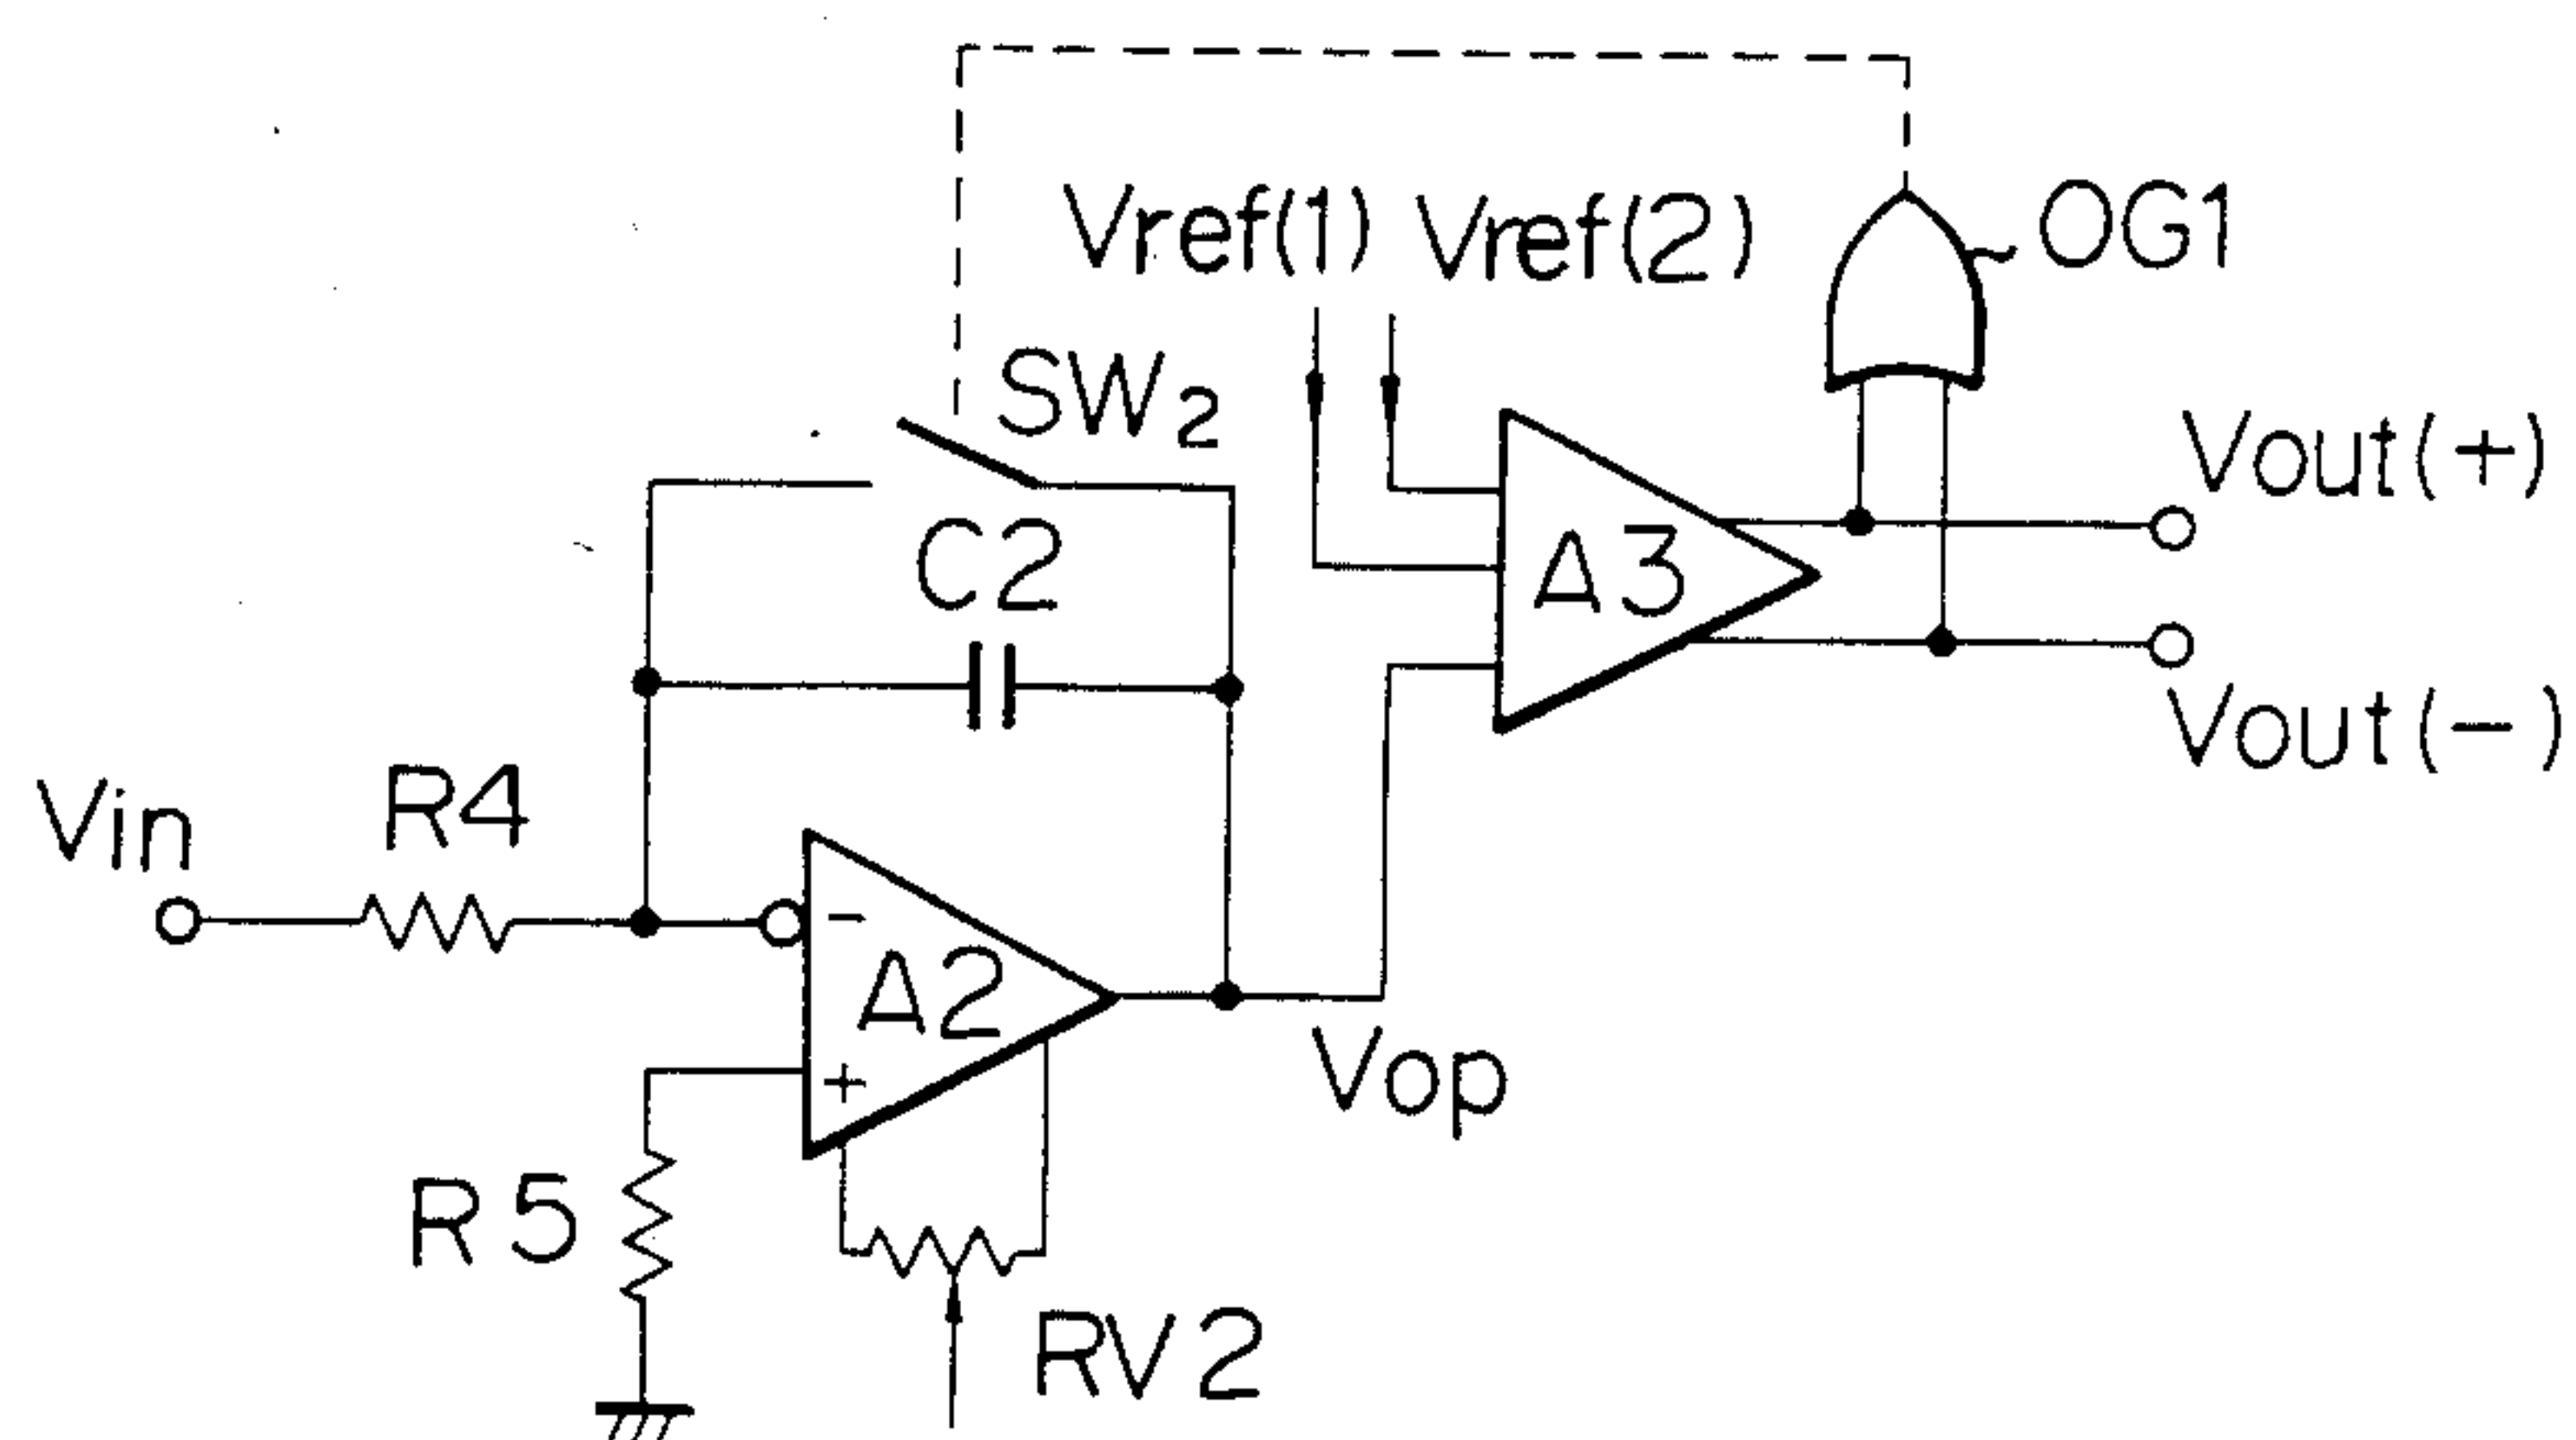 Vref(1) Vref(2)
OG1
SW2
Vout(+)
C2
A3
Vout(-)
Vin
R4
-
A2
+
Vop
R5
RV2